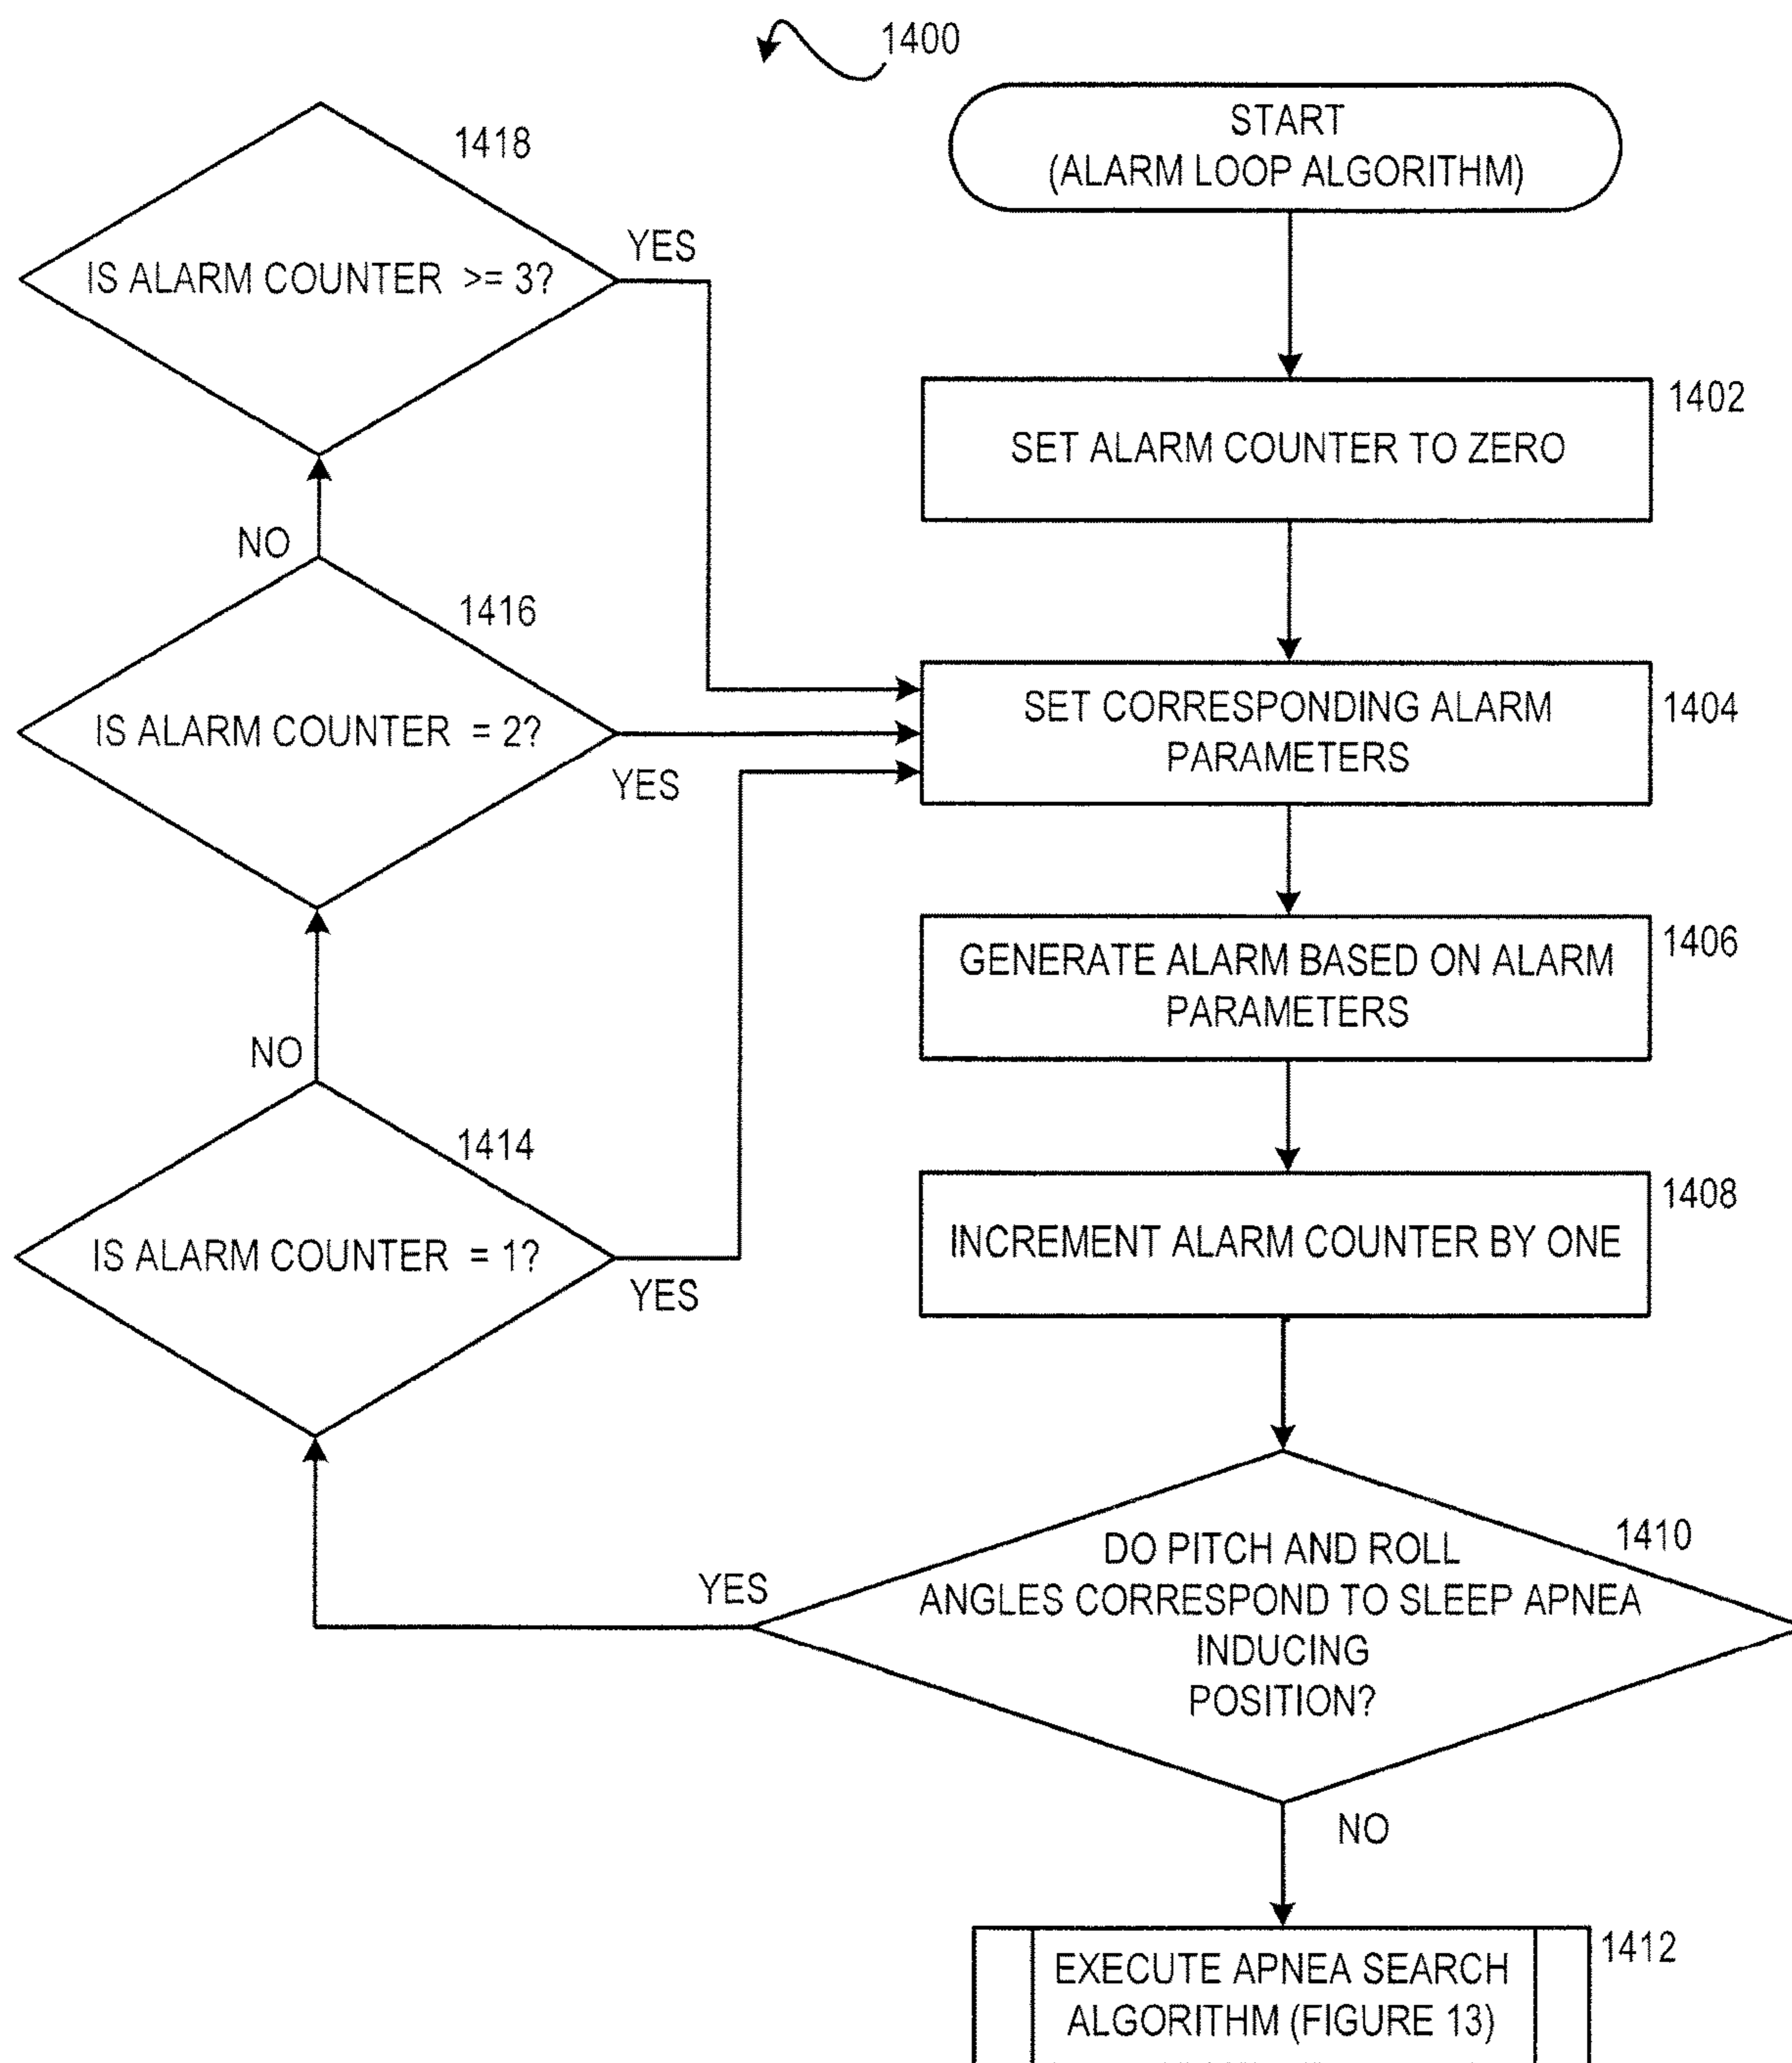 1400
START
(ALARM LOOP ALGORITHM)
1402
SET ALARM COUNTER TO ZERO
1404
SET CORRESPONDING ALARM
PARAMETERS
1406
GENERATE ALARM BASED ON ALARM
PARAMETERS
1408
INCREMENT ALARM COUNTER BY ONE
1410
DO PITCH AND ROLL
ANGLES CORRESPOND TO SLEEP APNEA
INDUCING
POSITION?
YES
NO
1412
EXECUTE APNEA SEARCH
ALGORITHM (FIGURE 13)
1414
IS ALARM COUNTER = 1?
YES
NO
1416
IS ALARM COUNTER = 2?
YES
NO
1418
IS ALARM COUNTER >= 3?
YES